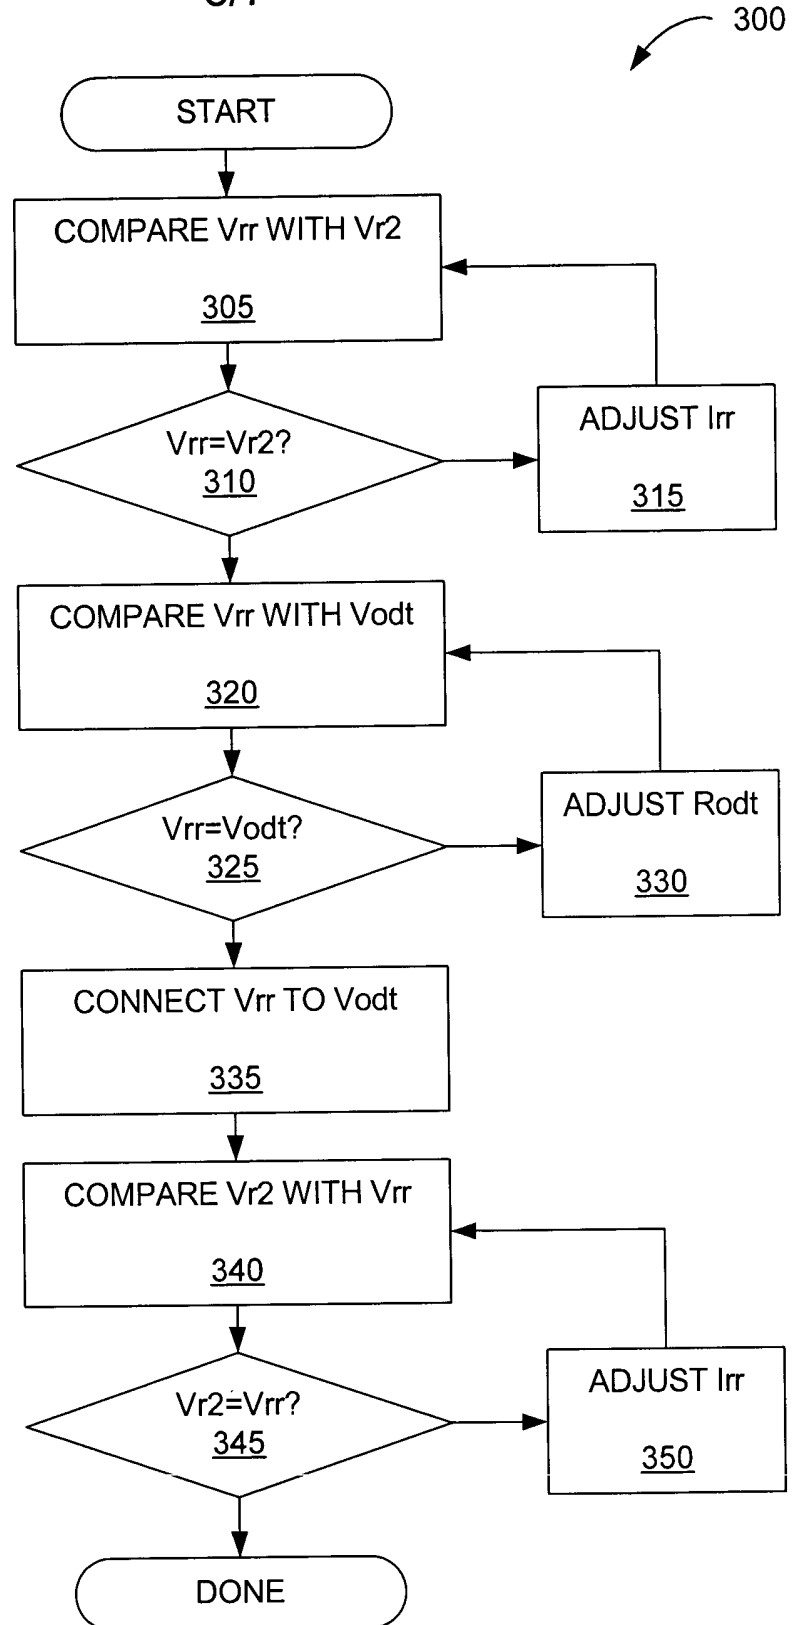 300
START
COMPARE Vrr WITH Vr2
305
Vrr=Vr2?
310
ADJUST Irr
315
COMPARE Vrr WITH Vodt
320
Vrr=Vodt?
325
ADJUST Rodt
330
CONNECT Vrr TO Vodt
335
COMPARE Vr2 WITH Vrr
340
Vr2=Vrr?
345
ADJUST Irr
350
DONE